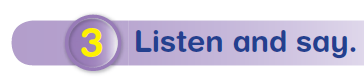 3 Listen and say.